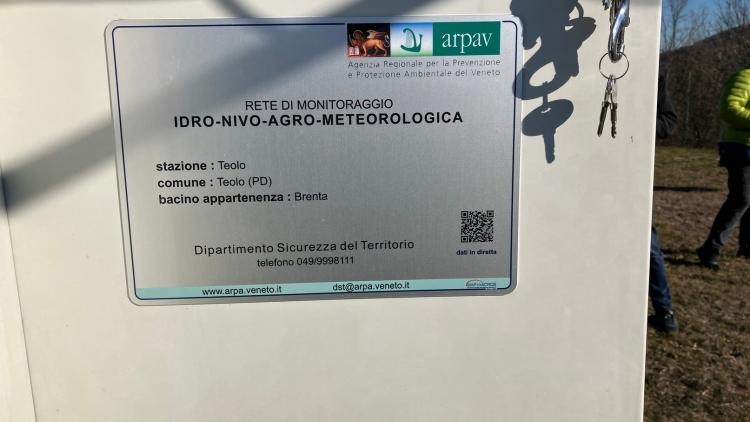 arpav
Agenzia Regionale per la Prevenzione
e Protezione Ambientale del Veneto
RETE DI MONITORAGGIO
IDRO-NIVO-AGRO-METEOROLOGICA
stazione : Teolo
comune : Teolo (PD)
bacino appartenenza : Brenta
dati in diretta
Dipartimento Sicurezza del Territorio
telefono 049/9998111
www.arpa.veneto.it dst@arpa.veneto.it